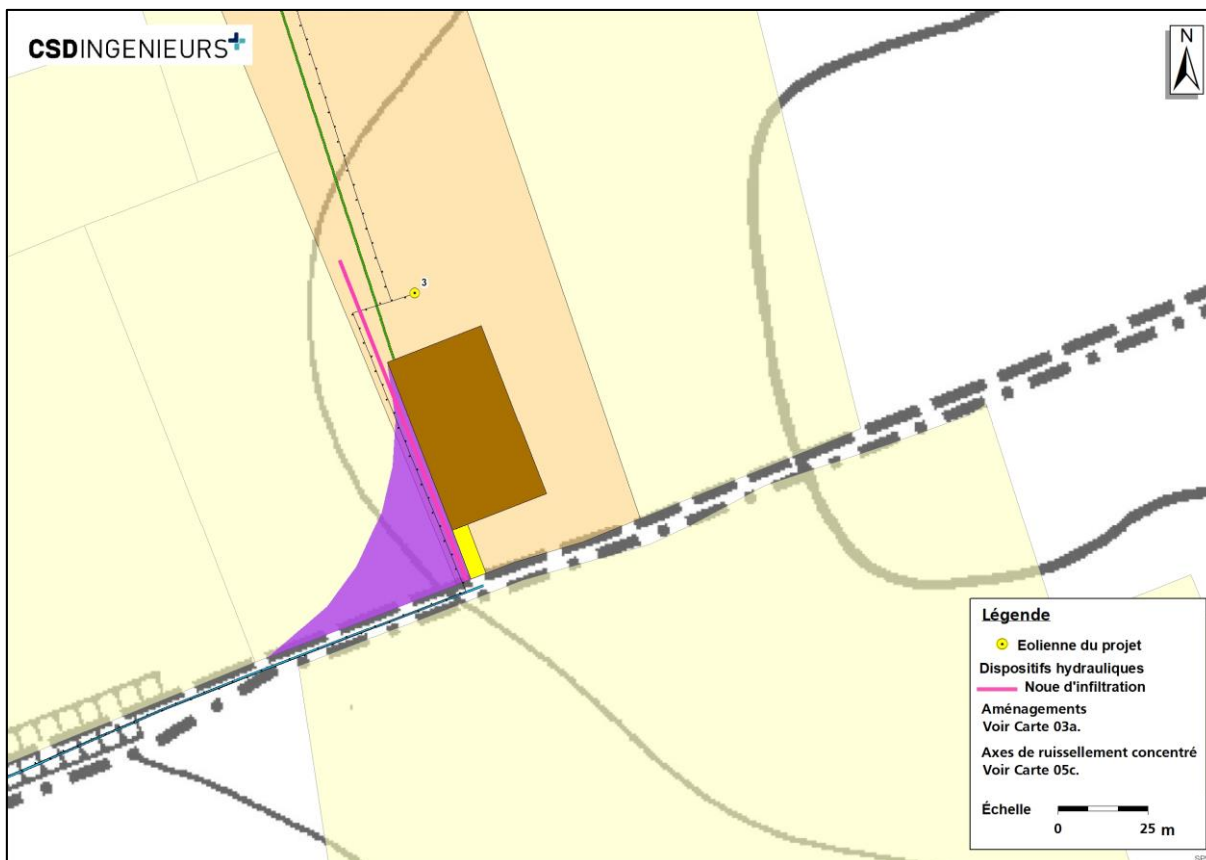 CSDINGENIEURS
N
3
Légende
Eolienne du projet
Dispositifs hydrauliques
Noue d'infiltration
Aménagements
Voir Carte 03a.
Axes de ruissellement concentré
Voir Carte 05c.
Échelle
0 25 m